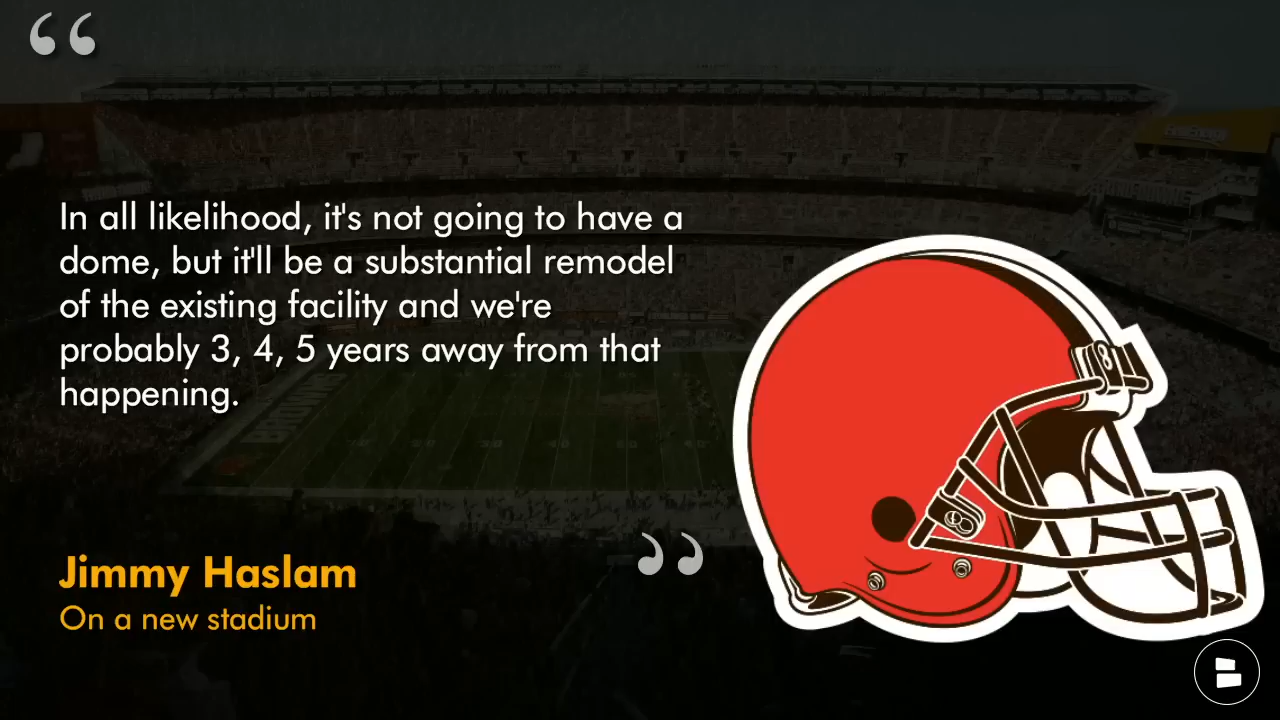 “
In all likelihood, it's not going to have a
dome, but it'll be a substantial remodel
of the existing facility and we're
probably 3, 4, 5 years away from that
happening.
”
Jimmy Haslam
On a new stadium